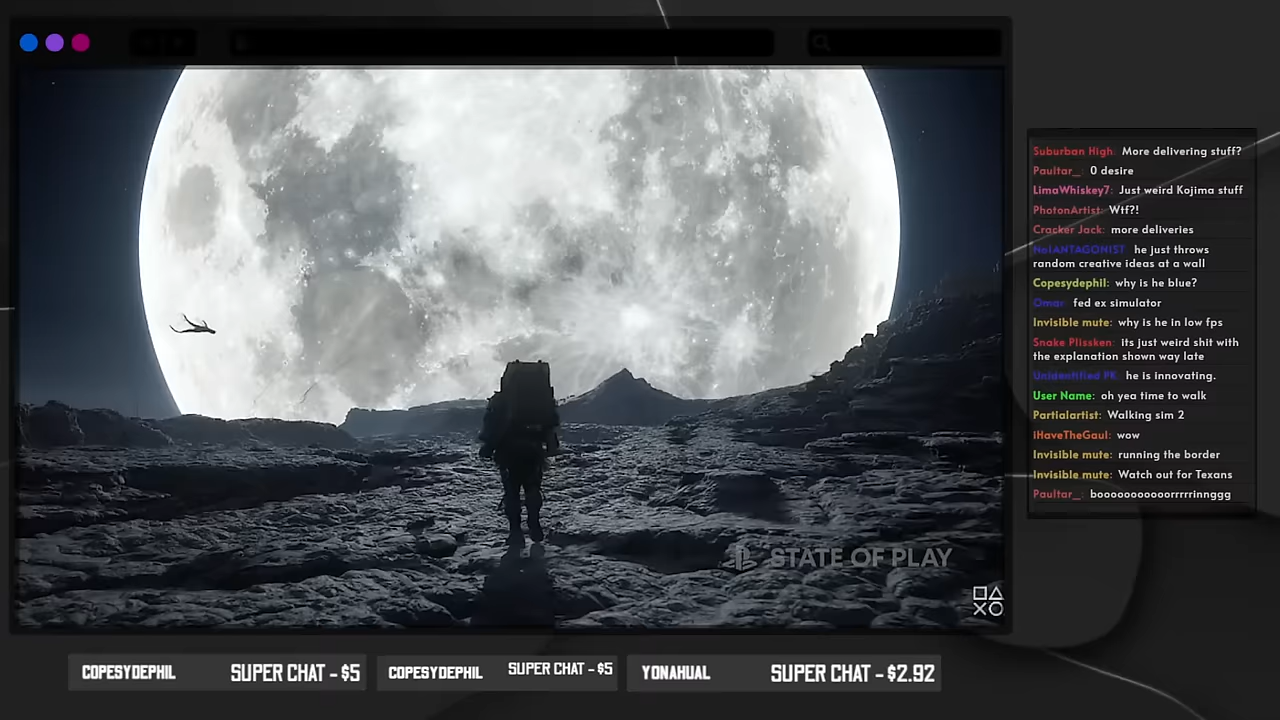 Suburban High: More delivering stuff?
Paultar_: 0 desire
LimaWhiskey7: Just weird Kojima stuff
PhotonArtist: Wtf?!
Cracker Jack: more deliveries
NoIANTAGONIST: he just throws
random creative ideas at a wall
Copesydephil: why is he blue?
Omar: fed ex simulator
Invisible mute: why is he in low fps
Snake Plissken: its just weird shit with
the explanation shown way late
Unidentified PK: he is innovating.
User Name: oh yea time to walk
Partialartist: Walking sim 2
iHaveTheGaul: wow
Invisible mute: running the border
Invisible mute: Watch out for Texans
Paultar_: boooooooooorrrrrinnggg
STATE OF PLAY
COPESYDEPHIL SUPER CHAT - $5
COPESYDEPHIL SUPER CHAT - $5
YONAHUAL SUPER CHAT - $2.92